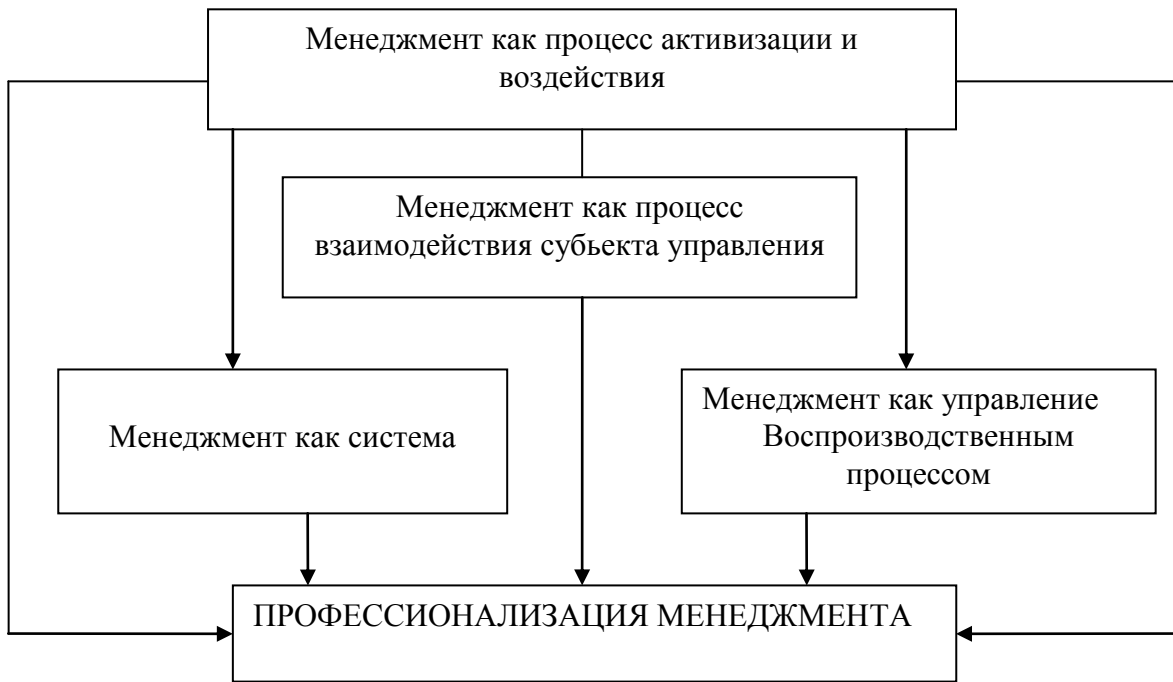 Менеджмент как процесс активизации и
воздействия
Менеджмент как процесс
взаимодействия субьекта управления
Менеджмент как система
Менеджмент как управление
Воспроизводственным
процессом
ПРОФЕССИОНАЛИЗАЦИЯ МЕНЕДЖМЕНТА